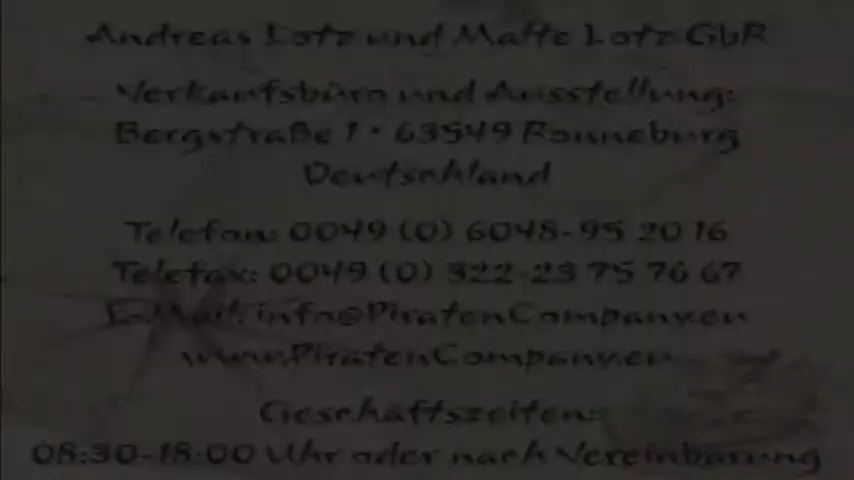 Andreas Lotz und Malte Lotz GbR
Verkaufsbüro und Ausstellung:
Bergstraße 1 • 63549 Ronneburg
Deutschland
Telefon: 0049 (0) 6048-95 20 16
Telefax: 0049 (0) 322-23 75 76 67
E-Mail: info@PiratenCompany.eu
www.PiratenCompany.eu
Geschäftszeiten:
08:30-18:00 Uhr oder nach Vereinbarung